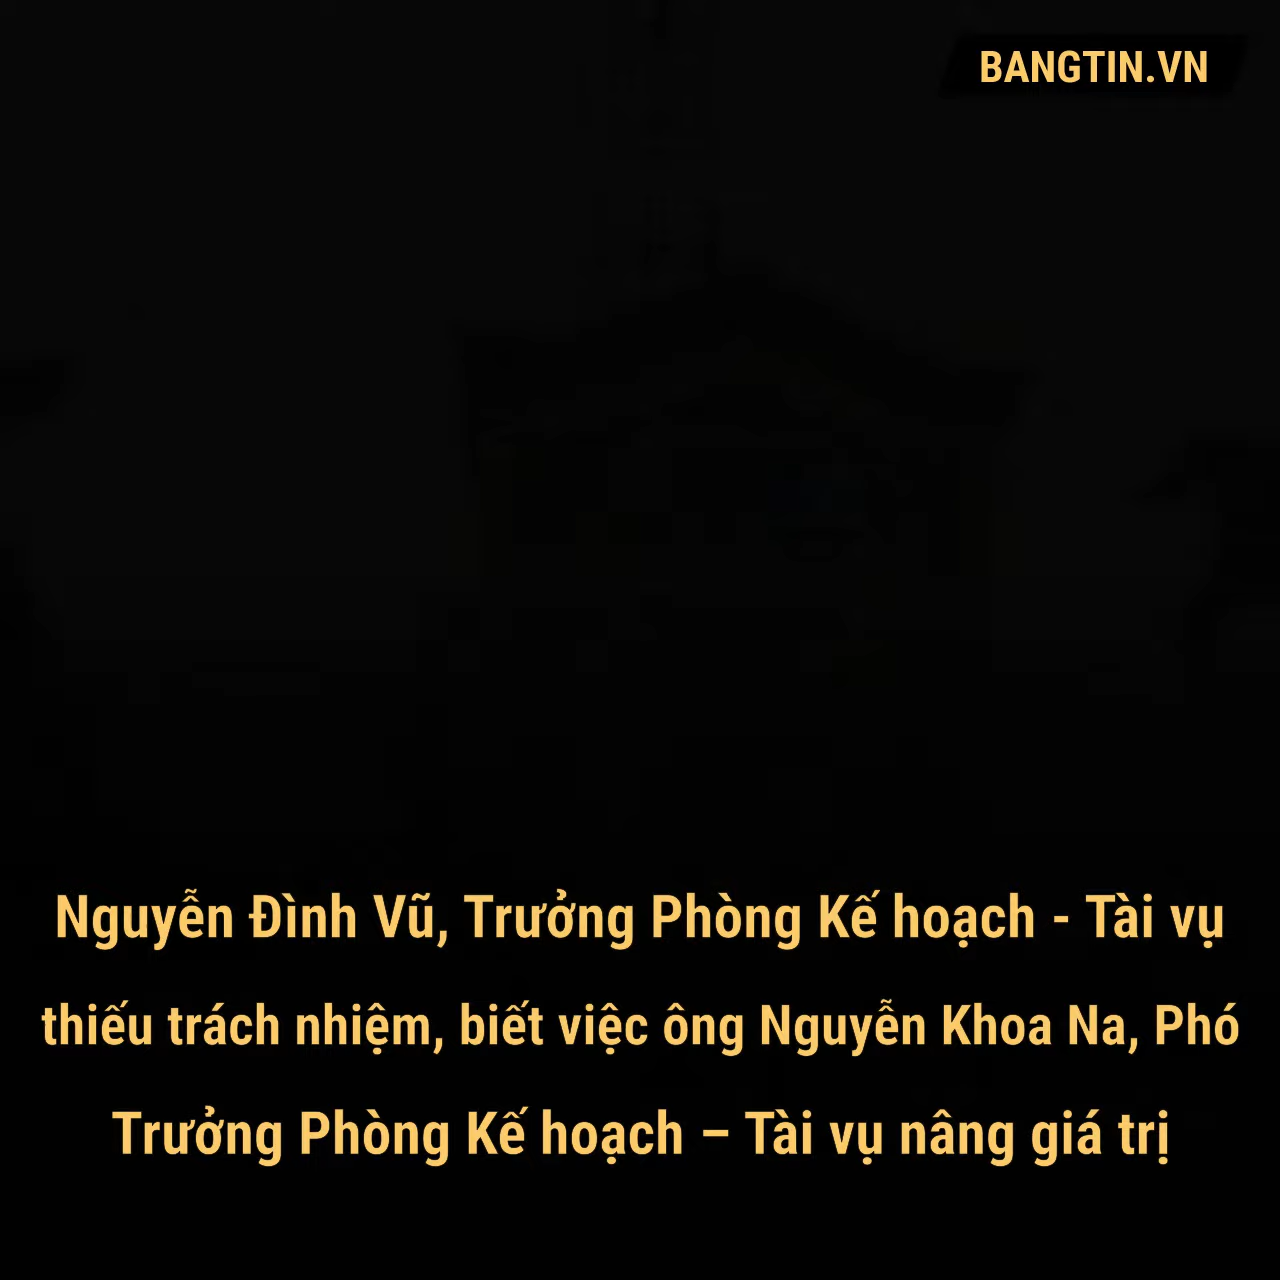 BANGTIN.VN
Nguyễn Đình Vũ, Trưởng Phòng Kế hoạch - Tài vụ
thiếu trách nhiệm, biết việc ông Nguyễn Khoa Na, Phó
Trưởng Phòng Kế hoạch – Tài vụ nâng giá trị